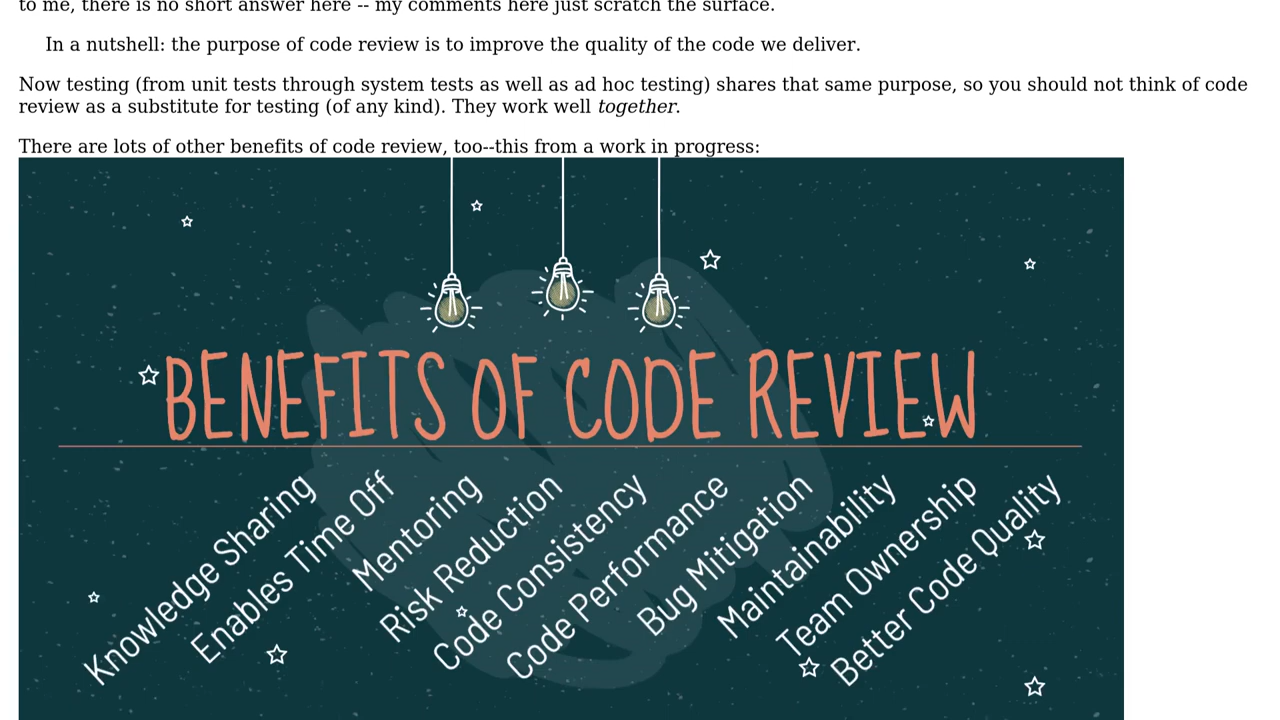 to me, there is no short answer here -- my comments here just scratch the surface.
In a nutshell: the purpose of code review is to improve the quality of the code we deliver.
Now testing (from unit tests through system tests as well as ad hoc testing) shares that same purpose, so you should not think of code
review as a substitute for testing (of any kind). They work well together.
There are lots of other benefits of code review, too--this from a work in progress:
BENEFITS OF CODE REVIEW
Knowledge Sharing
Enables Time Off
Mentoring
Risk Reduction
Code Consistency
Code Performance
Bug Mitigation
Maintainability
Team Ownership
Better Code Quality